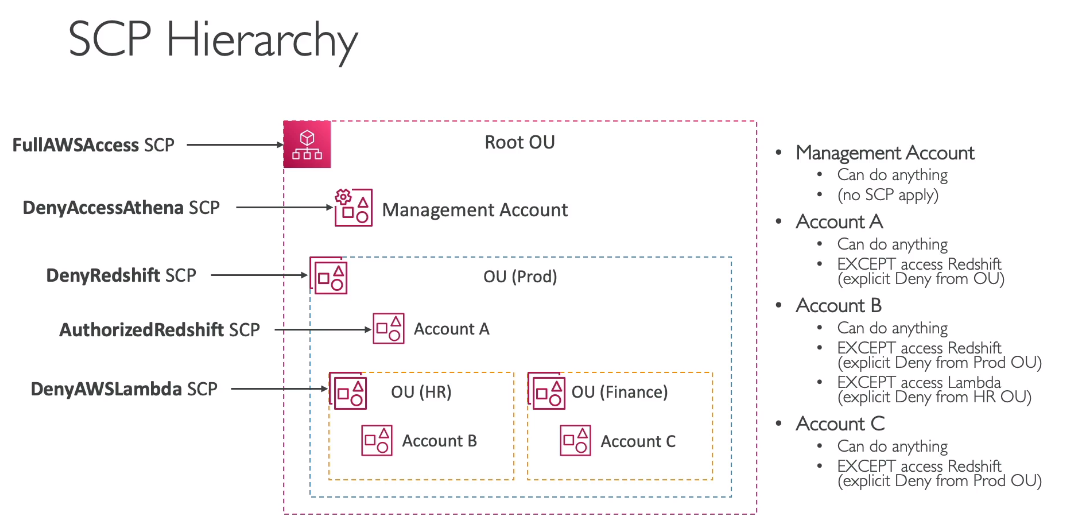 SCP Hierarchy
FullAWSAccess SCP
Root OU
DenyAccessAthena SCP
Management Account
DenyRedshift SCP
OU (Prod)
AuthorizedRedshift SCP
Account A
DenyAWSLambda SCP
OU (HR)
OU (Finance)
Account B
Account C
• Management Account
• Can do anything
• (no SCP apply)
• Account A
• Can do anything
• EXCEPT access Redshift
(explicit Deny from OU)
• Account B
• Can do anything
• EXCEPT access Redshift
(explicit Deny from Prod OU)
• EXCEPT access Lambda
(explicit Deny from HR OU)
• Account C
• Can do anything
• EXCEPT access Redshift
(explicit Deny from Prod OU)